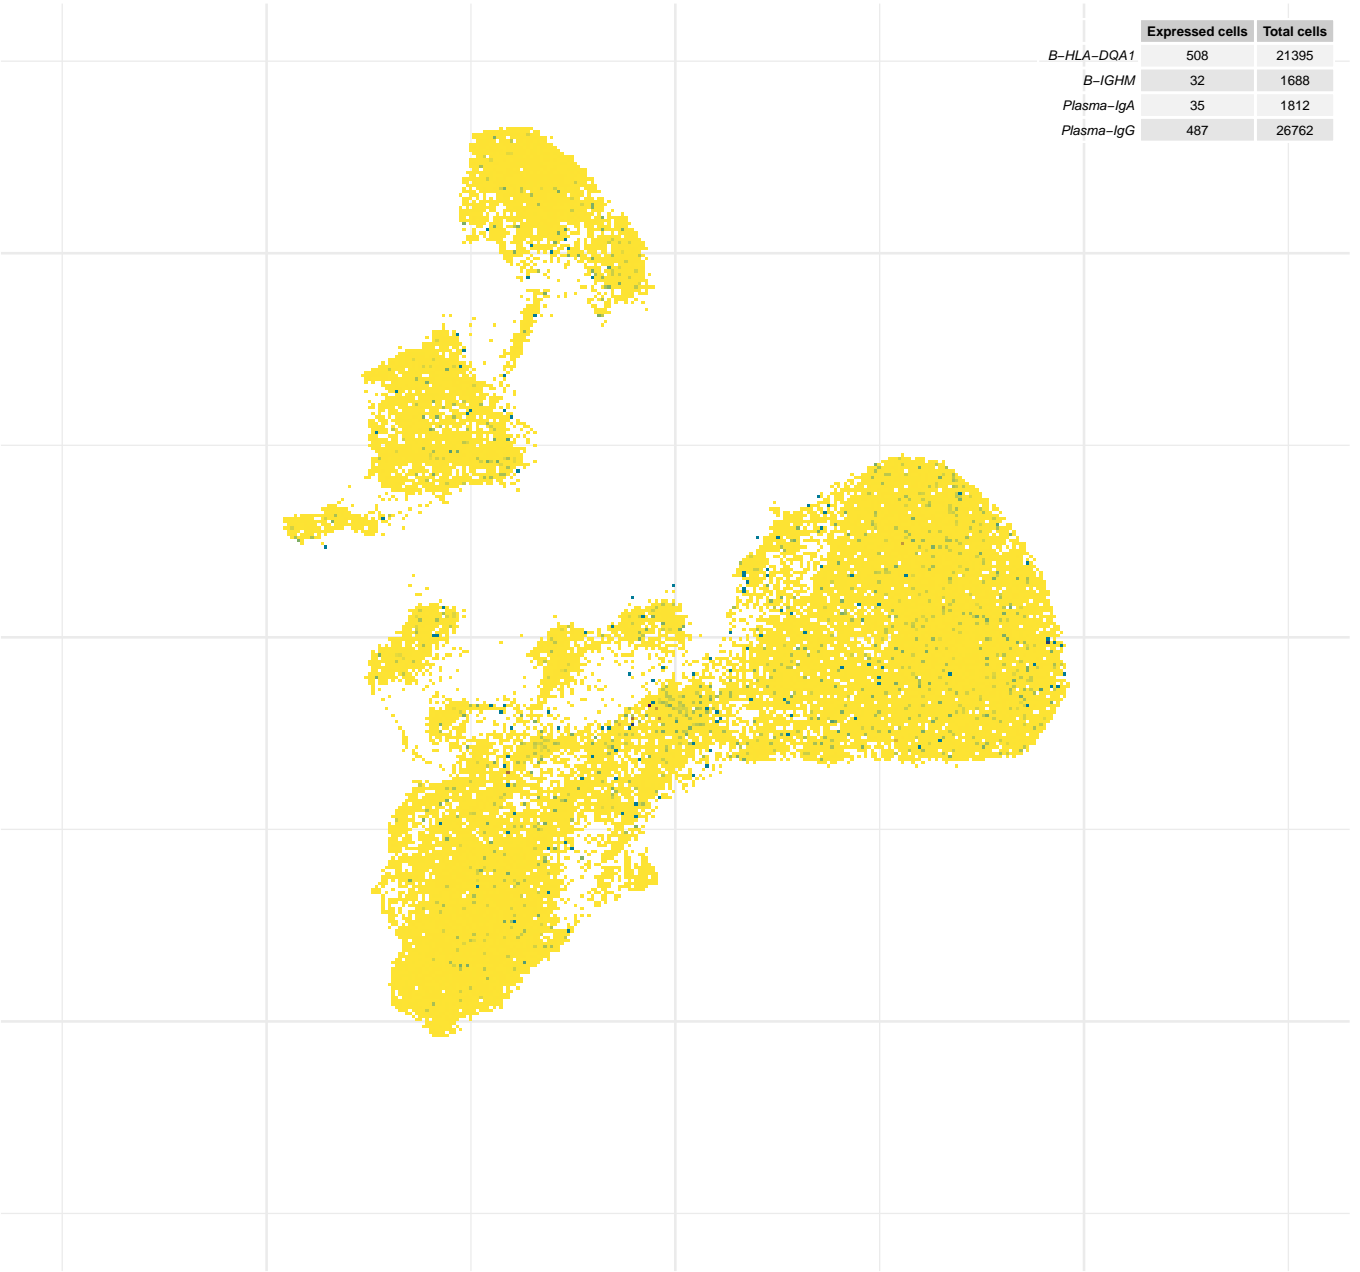 Expressed cells Total cells
B−HLA−DQA1 508 21395
B−IGHM 32 1688
Plasma−IgA 35 1812
Plasma−IgG 487 26762